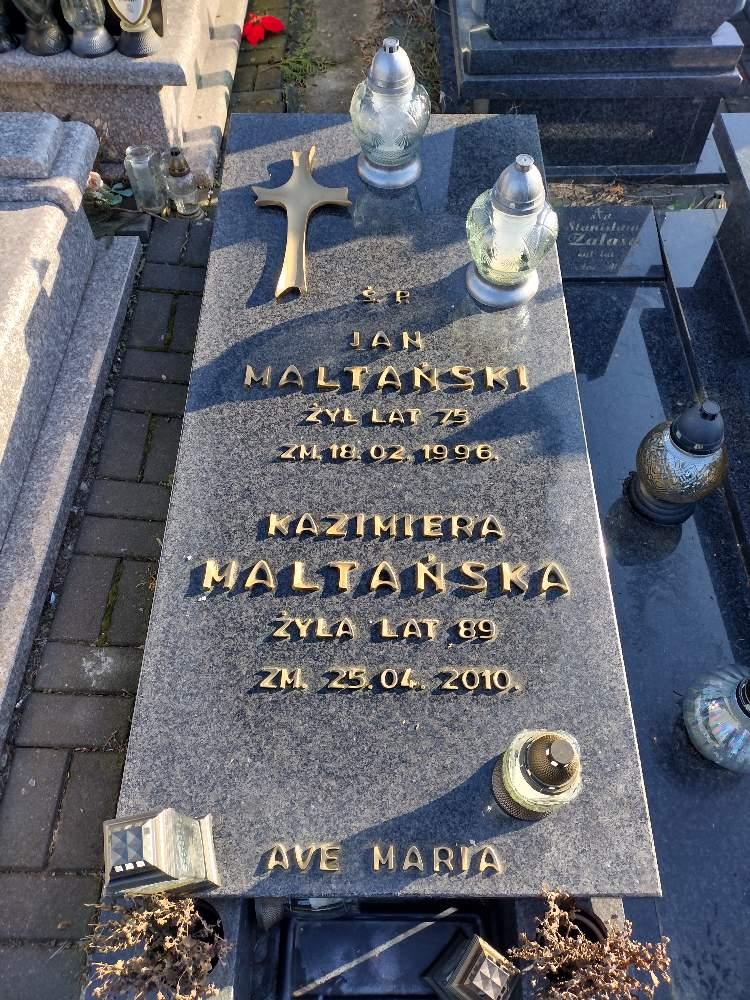 Ś. P.
JAN
MALTAŃSKI
ŻYŁ LAT 75
ZM. 18.02. 1996.
KAZIMIERA
MALTAŃSKA
ŻYŁA LAT 89
ZM. 25.04. 2010.
AVE MARIA
Stanisława